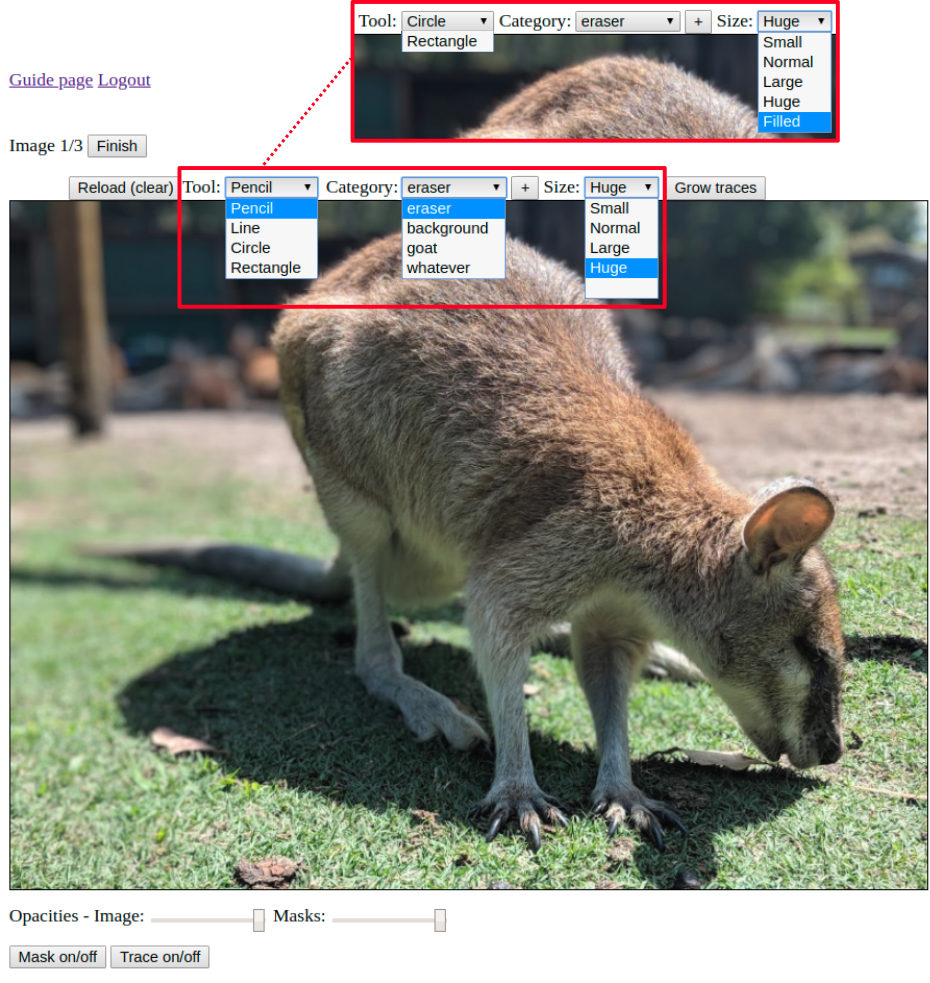 Tool: Circle Category: eraser + Size: Huge
Rectangle
Small
Normal
Large
Huge
Filled
Guide page Logout
Image 1/3 Finish
Reload (clear) Tool: Pencil Category: eraser + Size: Huge Grow traces
Pencil
Line
Circle
Rectangle
eraser
background
goat
whatever
Small
Normal
Large
Huge
Opacities - Image: Masks:
Mask on/off Trace on/off